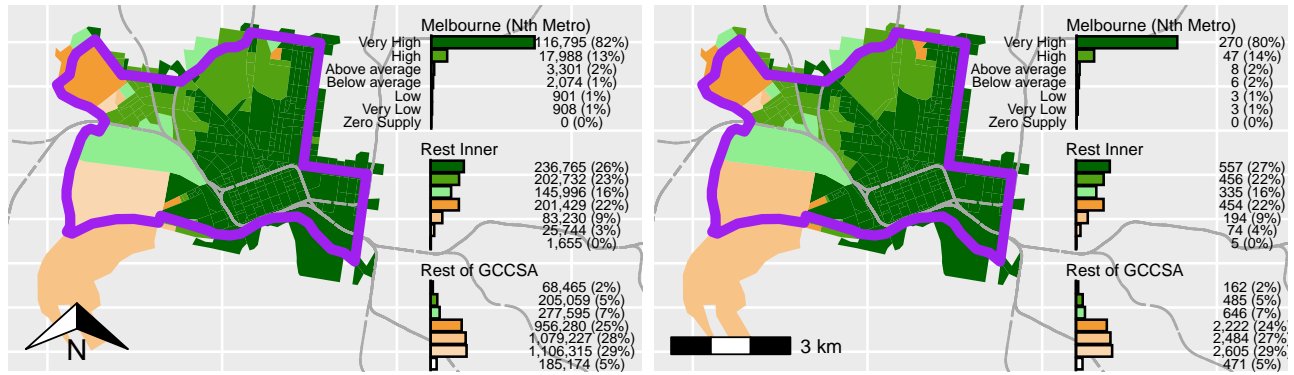 Melbourne (Nth Metro)
Very High 116,795 (82%)
High 17,988 (13%)
Above average 3,301 (2%)
Below average 2,074 (1%)
Low 901 (1%)
Very Low 908 (1%)
Zero Supply 0 (0%)
Rest Inner
236,765 (26%)
202,732 (23%)
145,996 (16%)
201,429 (22%)
83,230 (9%)
25,744 (3%)
1,655 (0%)
Rest of GCCSA
68,465 (2%)
205,059 (5%)
277,595 (7%)
956,280 (25%)
1,079,227 (28%)
1,106,315 (29%)
185,174 (5%)
N
Melbourne (Nth Metro)
Very High 270 (80%)
High 47 (14%)
Above average 8 (2%)
Below average 6 (2%)
Low 3 (1%)
Very Low 3 (1%)
Zero Supply 0 (0%)
Rest Inner
557 (27%)
456 (22%)
335 (16%)
454 (22%)
194 (9%)
74 (4%)
5 (0%)
Rest of GCCSA
162 (2%)
485 (5%)
646 (7%)
2,222 (24%)
2,484 (27%)
2,605 (29%)
471 (5%)
3 km